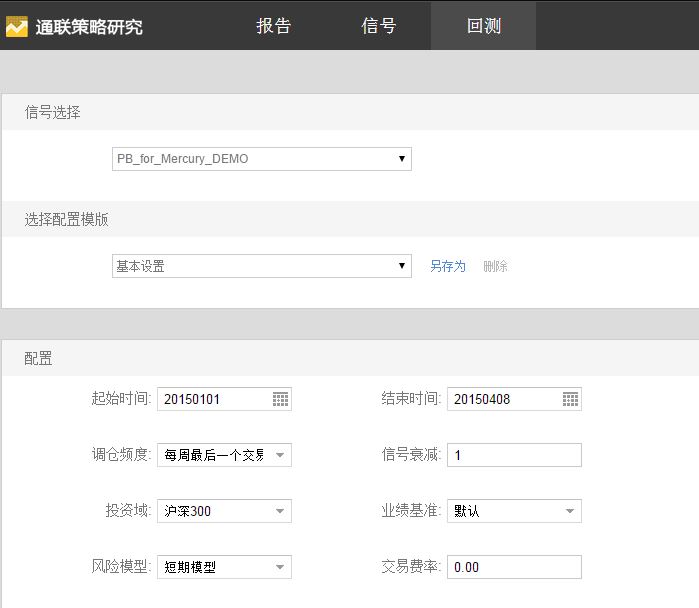 通联策略研究 报告 信号 回测
信号选择
PB_for_Mercury_DEMO
选择配置模版
基本设置 另存为 删除
配置
起始时间: 20150101 结束时间: 20150408
调仓频度: 每周最后一个交易 信号衰减: 1
投资域: 沪深300 业绩基准: 默认
风险模型: 短期模型 交易费率: 0.00